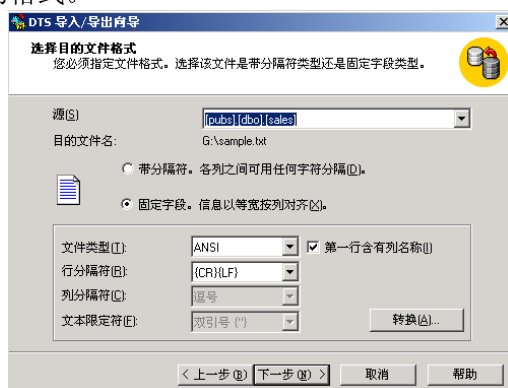 DTS 导入/导出向导
选择目的文件格式
您必须指定文件格式。选择该文件是带分隔符类型还是固定字段类型。
源(S)
[pubs].[dbo].[sales]
目的文件名:
G:\sample.txt
带分隔符。各列之间可用任何字符分隔(D)。
固定字段。信息以等宽按列对齐(X)。
文件类型(T):
ANSI
第一行含有列名称(I)
行分隔符(R):
{CR}{LF}
列分隔符(C):
逗号
文本限定符(F):
双引号 {"}
转换(A)...
< 上一步(B) 下一步(N) > 取消 帮助